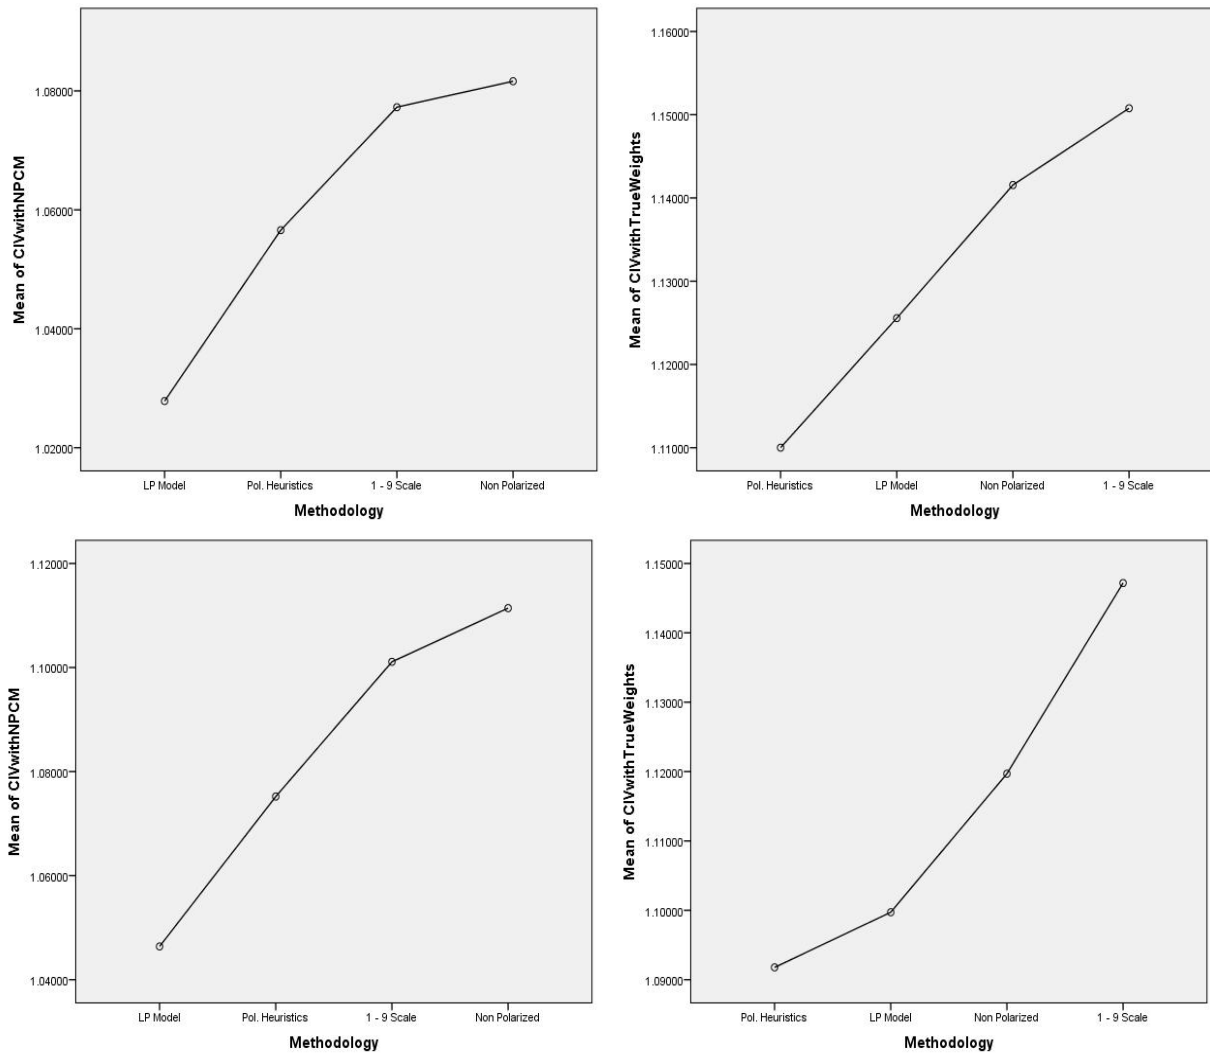 Mean of CIVwithNPCM
1.08000
1.06000
1.04000
1.02000
LP Model
Pol. Heuristics
1 - 9 Scale
Non Polarized
Methodology
Mean of CIVwithTrueWeights
1.16000
1.15000
1.14000
1.13000
1.12000
1.11000
Pol. Heuristics
LP Model
Non Polarized
1 - 9 Scale
Methodology
Mean of CIVwithNPCM
1.12000
1.10000
1.08000
1.06000
1.04000
LP Model
Pol. Heuristics
1 - 9 Scale
Non Polarized
Methodology
Mean of CIVwithTrueWeights
1.15000
1.14000
1.13000
1.12000
1.11000
1.10000
1.09000
Pol. Heuristics
LP Model
Non Polarized
1 - 9 Scale
Methodology